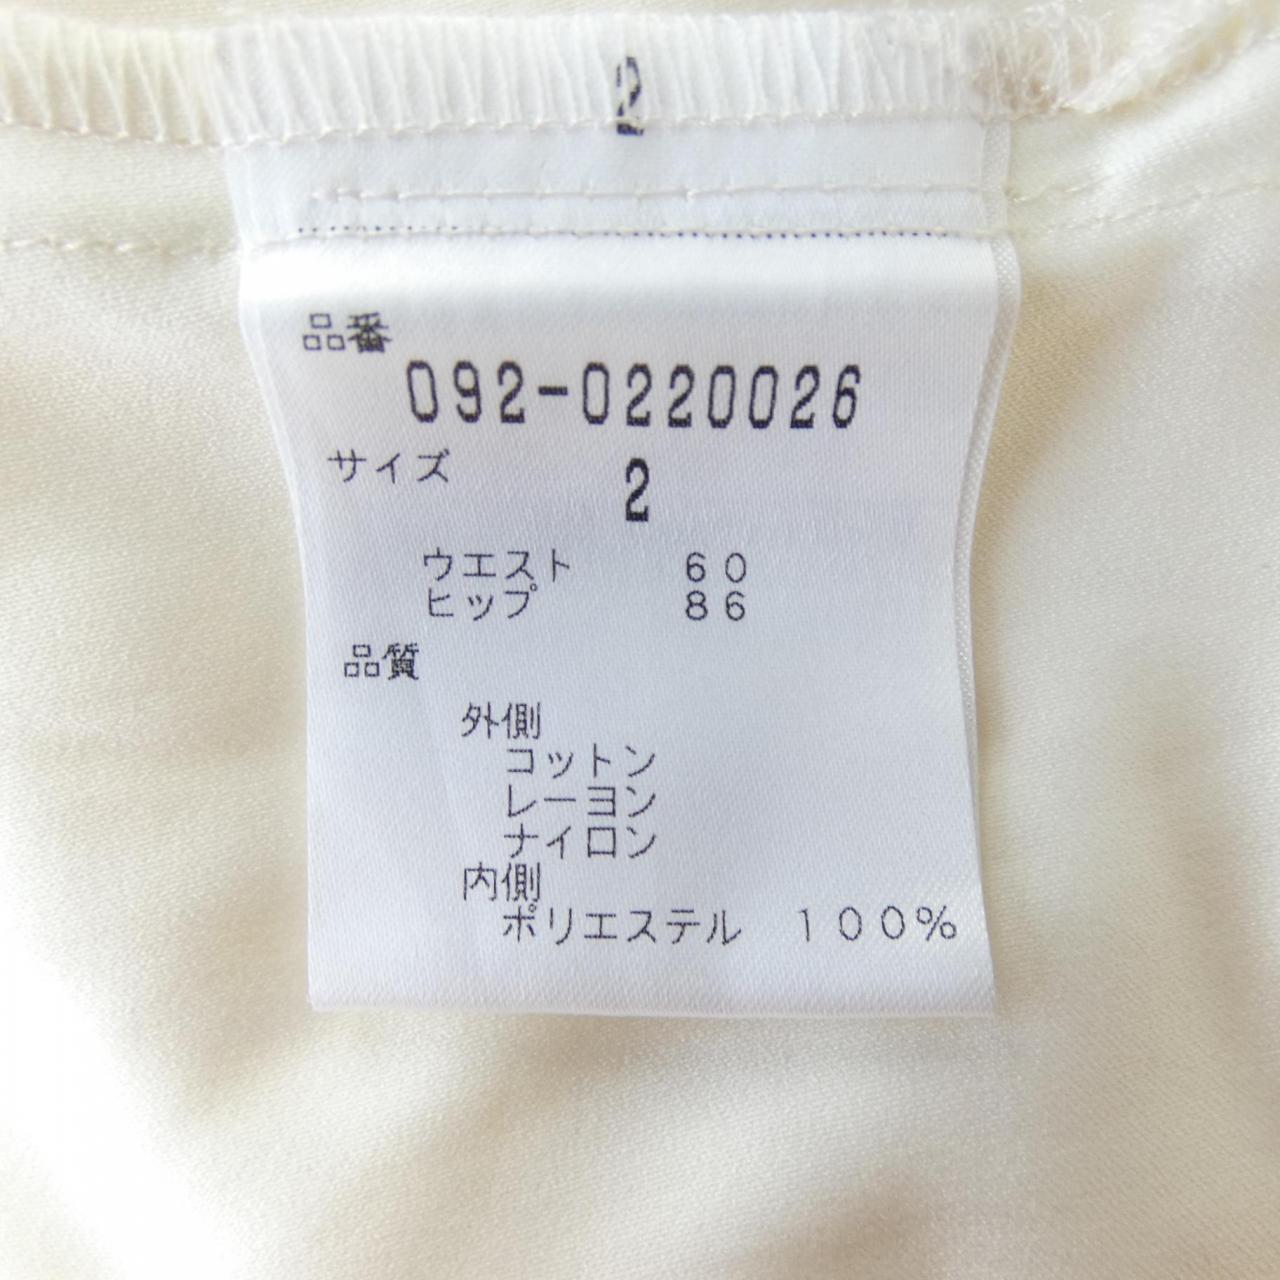 2
品番
092-0220026
サイズ 2
ウエスト 60
ヒップ 86
品質
外側
コットン
レーヨン
ナイロン
内側
ポリエステル 100%